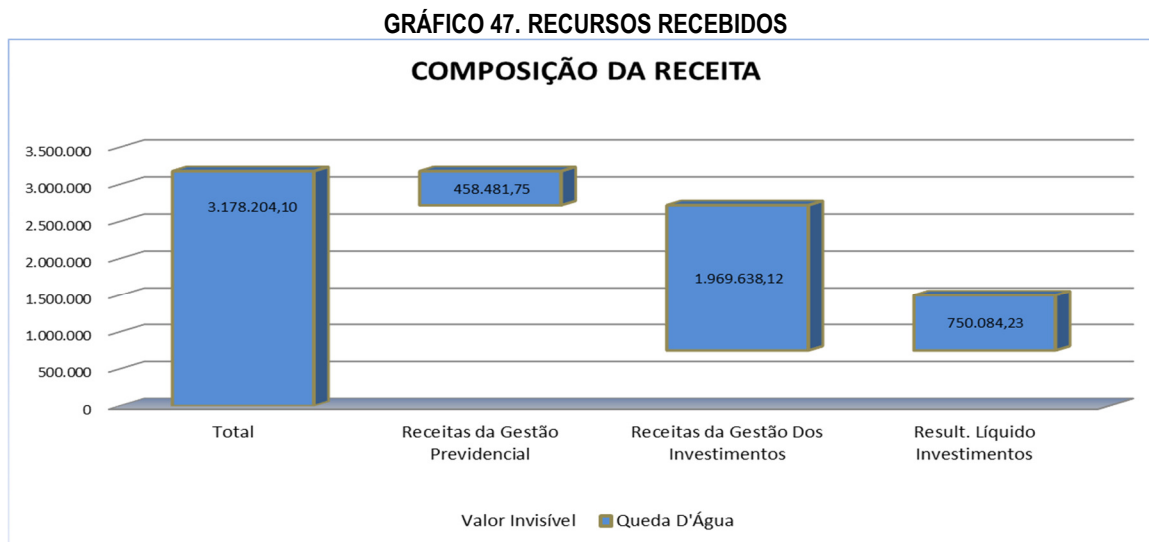 GRÁFICO 47. RECURSOS RECEBIDOS
COMPOSIÇÃO DA RECEITA
3.500.000
3.000.000
2.500.000
2.000.000
1.500.000
1.000.000
500.000
0
3.178.204,10
458.481,75
1.969.638,12
750.084,23
Total
Receitas da Gestão
Previdencial
Receitas da Gestão Dos
Investimentos
Result. Líquido
Investimentos
Valor Invisível
Queda D'Água